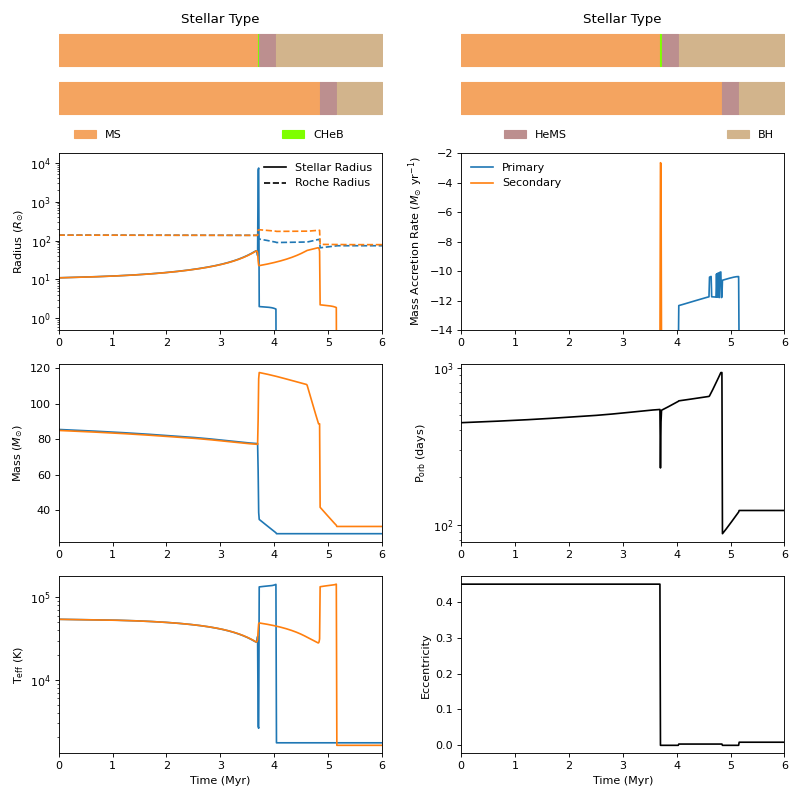 Stellar Type
Stellar Type
MS
CHeB
HeMS
BH
10⁴
10³
10²
10¹
10⁰
Radius (R⊙)
Stellar Radius
Roche Radius
0 1 2 3 4 5 6
−2
−4
−6
−8
−10
−12
−14
Mass Accretion Rate (M⊙ yr⁻¹)
Primary
Secondary
0 1 2 3 4 5 6
120
100
80
60
40
Mass (M⊙)
0 1 2 3 4 5 6
10³
10²
P_orb (days)
0 1 2 3 4 5 6
10⁵
10⁴
T_eff (K)
0 1 2 3 4 5 6
Time (Myr)
0.4
0.3
0.2
0.1
0.0
Eccentricity
0 1 2 3 4 5 6
Time (Myr)